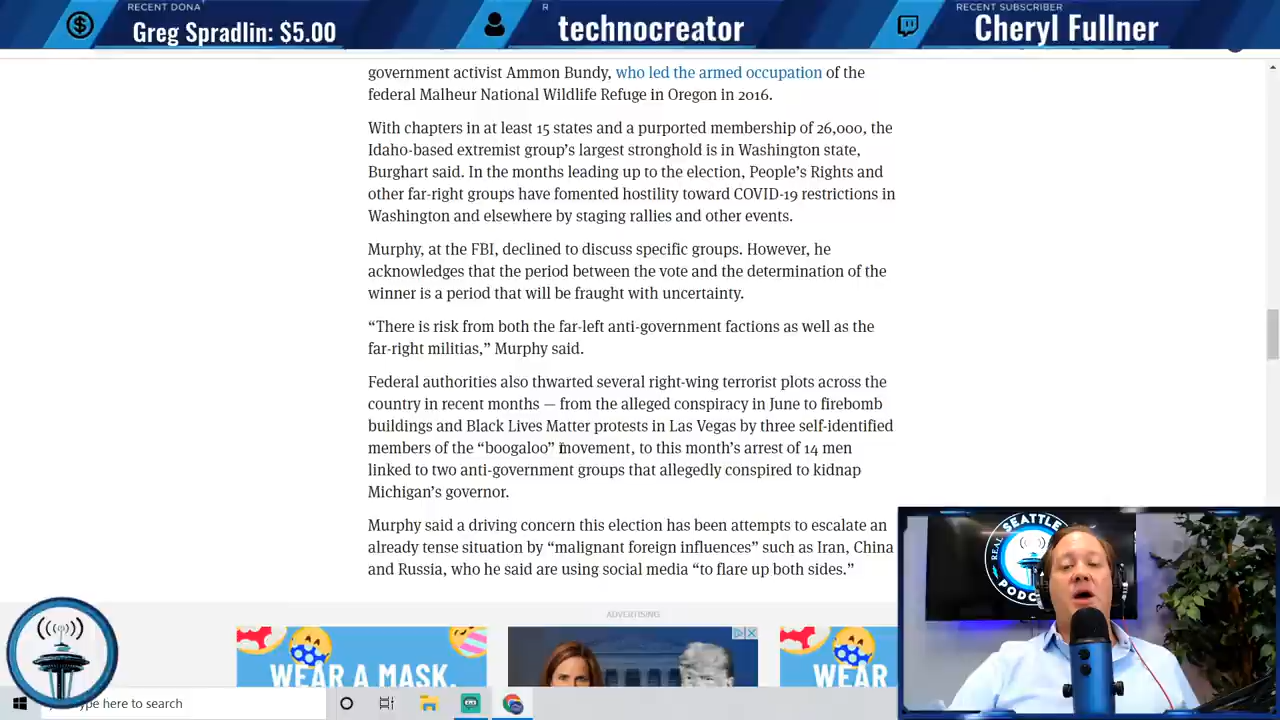 RECENT DONA
Greg Spradlin: $5.00
R
technocreator
RECENT SUBSCRIBER
Cheryl Fullner
government activist Ammon Bundy, who led the armed occupation of the
federal Malheur National Wildlife Refuge in Oregon in 2016.
With chapters in at least 15 states and a purported membership of 26,000, the
Idaho-based extremist group’s largest stronghold is in Washington state,
Burghart said. In the months leading up to the election, People’s Rights and
other far-right groups have fomented hostility toward COVID-19 restrictions in
Washington and elsewhere by staging rallies and other events.
Murphy, at the FBI, declined to discuss specific groups. However, he
acknowledges that the period between the vote and the determination of the
winner is a period that will be fraught with uncertainty.
“There is risk from both the far-left anti-government factions as well as the
far-right militias,” Murphy said.
Federal authorities also thwarted several right-wing terrorist plots across the
country in recent months — from the alleged conspiracy in June to firebomb
buildings and Black Lives Matter protests in Las Vegas by three self-identified
members of the “boogaloo” movement, to this month’s arrest of 14 men
linked to two anti-government groups that allegedly conspired to kidnap
Michigan’s governor.
Murphy said a driving concern this election has been attempts to escalate an
already tense situation by “malignant foreign influences” such as Iran, China
and Russia, who he said are using social media “to flare up both sides.”
ADVERTISING
WEAR A MASK.
WEAR
REAL
SEATTLE
PODC
ype here to search